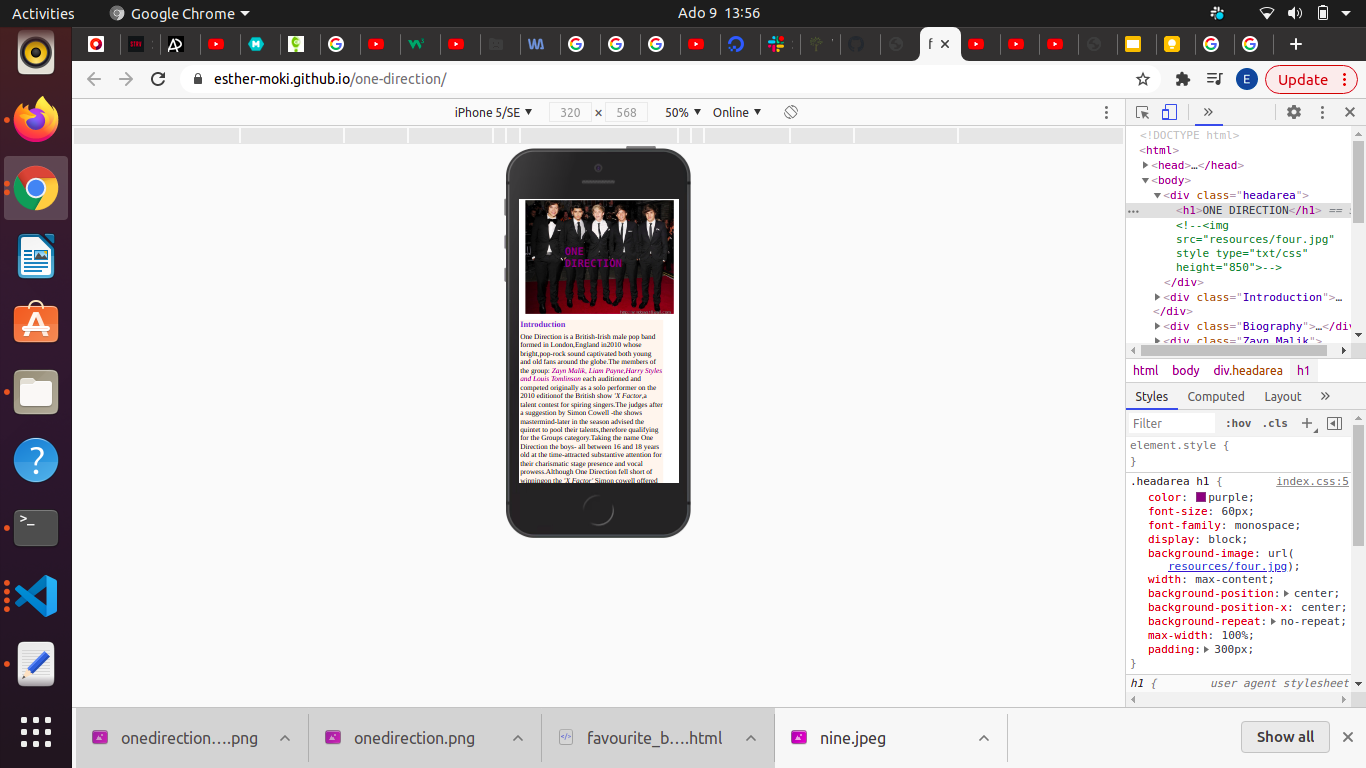 Activities
Google Chrome
Ado 9 13:56
f
esther-moki.github.io/one-direction/
E
Update
iPhone 5/SE
320 × 568
50%
Online
ONE
DIRECTION
Introduction
One Direction is a British-Irish male pop band
formed in London,England in2010 whose
bright,pop-rock sound captivated both young
and old fans around the globe.The members of
the group: Zayn Malik, Liam Payne,Harry Styles
and Louis Tomlinson each auditioned and
competed originally as a solo performer on the
2010 editionof the British show 'X Factor,a
talent contest for spiring singers.The judges after
a suggestion by Simon Cowell -the shows
mastermind-later in the season advised the
quintet to pool their talents,therefore qualifying
for the Groups category.Taking the name One
Direction the boys- all between 16 and 18 years
old at the time-attracted substantive attention for
their charismatic stage presence and vocal
prowess.Although One Direction fell short of
winningon the 'X Factor' Simon cowell offered
<!DOCTYPE html>
<html>
<head>…</head>
<body>
<div class="headarea">
<h1>ONE DIRECTION</h1> ==
<!--<img
src="resources/four.jpg"
style type="txt/css"
height="850">-->
</div>
<div class="Introduction">…
</div>
<div class="Biography">…</div>
<div class="Zayn Malik">
html body div.headarea h1
Styles Computed Layout
Filter :hov .cls
element.style {
}
.headarea h1 { index.css:5
color: purple;
font-size: 60px;
font-family: monospace;
display: block;
background-image: url(
resources/four.jpg);
width: max-content;
background-position: center;
background-position-x: center;
background-repeat: no-repeat;
max-width: 100%;
padding: 300px;
}
h1 { user agent stylesheet
onedirection….png
onedirection.png
favourite_b….html
nine.jpeg
Show all